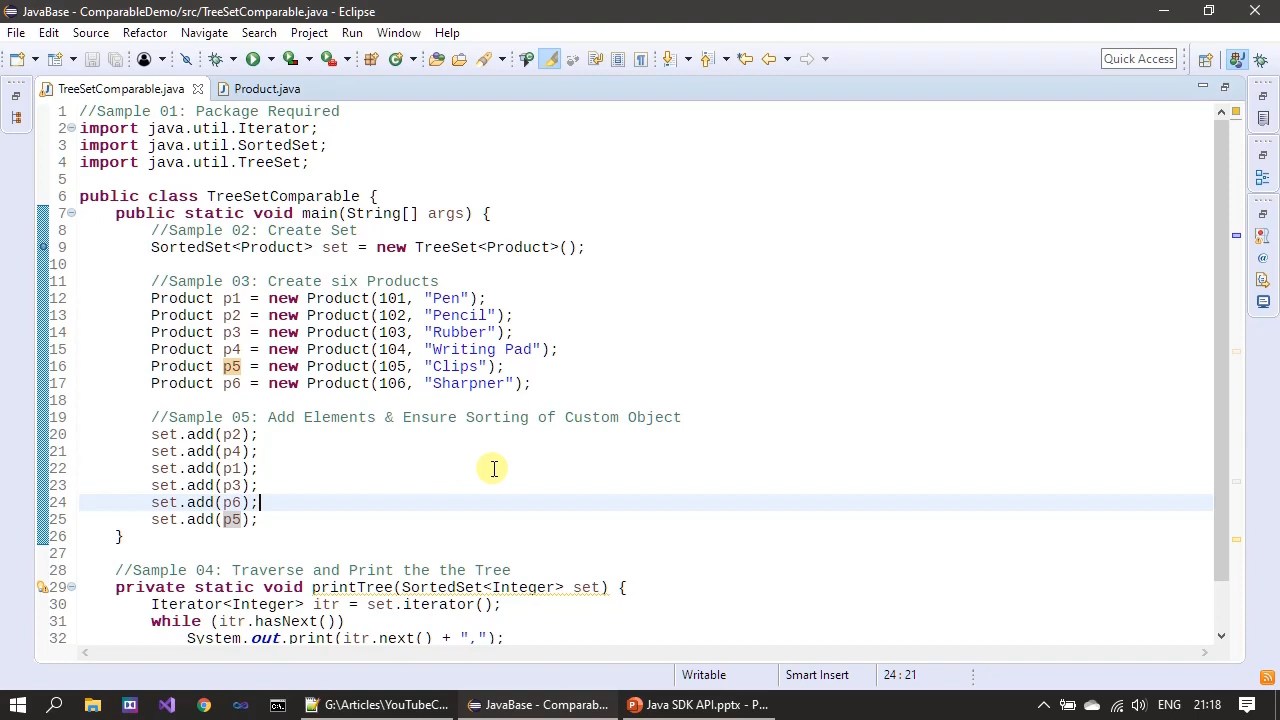 JavaBase - ComparableDemo/src/TreeSetComparable.java - Eclipse
File Edit Source Refactor Navigate Search Project Run Window Help
Quick Access
TreeSetComparable.java Product.java
1 //Sample 01: Package Required
2 import java.util.Iterator;
3 import java.util.SortedSet;
4 import java.util.TreeSet;
5
6 public class TreeSetComparable {
7 public static void main(String[] args) {
8 //Sample 02: Create Set
9 SortedSet<Product> set = new TreeSet<Product>();
10
11 //Sample 03: Create six Products
12 Product p1 = new Product(101, "Pen");
13 Product p2 = new Product(102, "Pencil");
14 Product p3 = new Product(103, "Rubber");
15 Product p4 = new Product(104, "Writing Pad");
16 Product p5 = new Product(105, "Clips");
17 Product p6 = new Product(106, "Sharpner");
18
19 //Sample 05: Add Elements & Ensure Sorting of Custom Object
20 set.add(p2);
21 set.add(p4);
22 set.add(p1);
23 set.add(p3);
24 set.add(p6);
25 set.add(p5);
26 }
27
28 //Sample 04: Traverse and Print the the Tree
29 private static void printTree(SortedSet<Integer> set) {
30 Iterator<Integer> itr = set.iterator();
31 while (itr.hasNext())
32 System.out.print(itr.next() + ",");
Writable Smart Insert 24 : 21
G:\Articles\YouTubeC... JavaBase - Comparab... Java SDK API.pptx - P... 21:18